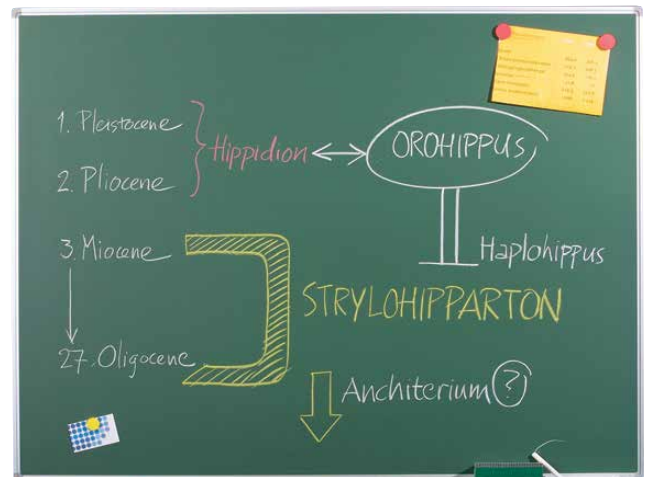 1. Pleistocene
2. Pliocene
Hippidion
OROHIPPUS
Haplohippus
3. Miocene
27. Oligocene
STRYLOHIPPARTON
Anchiterium ?